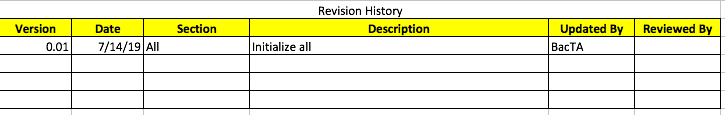 Revision History
Version Date Section Description Updated By Reviewed By
0.01 7/14/19 All Initialize all BacTA